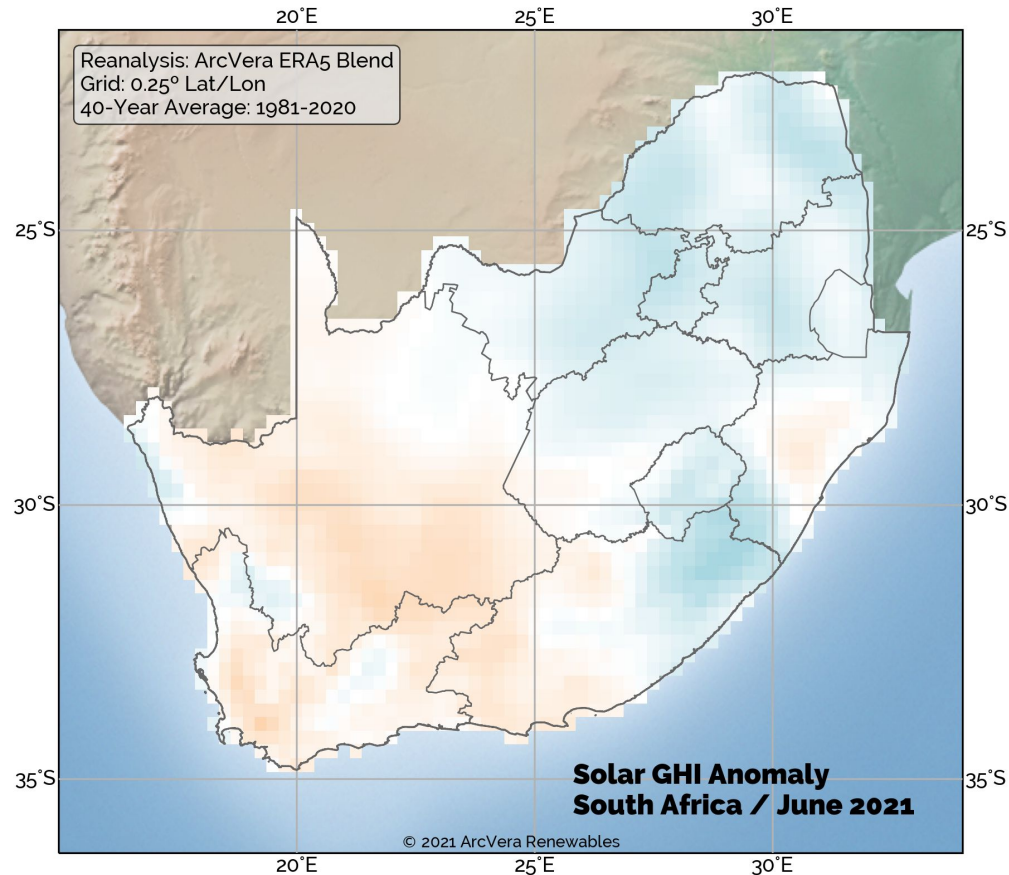 20°E 25°E 30°E
Reanalysis: ArcVera ERA5 Blend
Grid: 0.25º Lat/Lon
40-Year Average: 1981-2020
25°S 25°S
30°S 30°S
35°S 35°S
Solar GHI Anomaly
South Africa / June 2021
© 2021 ArcVera Renewables
20°E 25°E 30°E